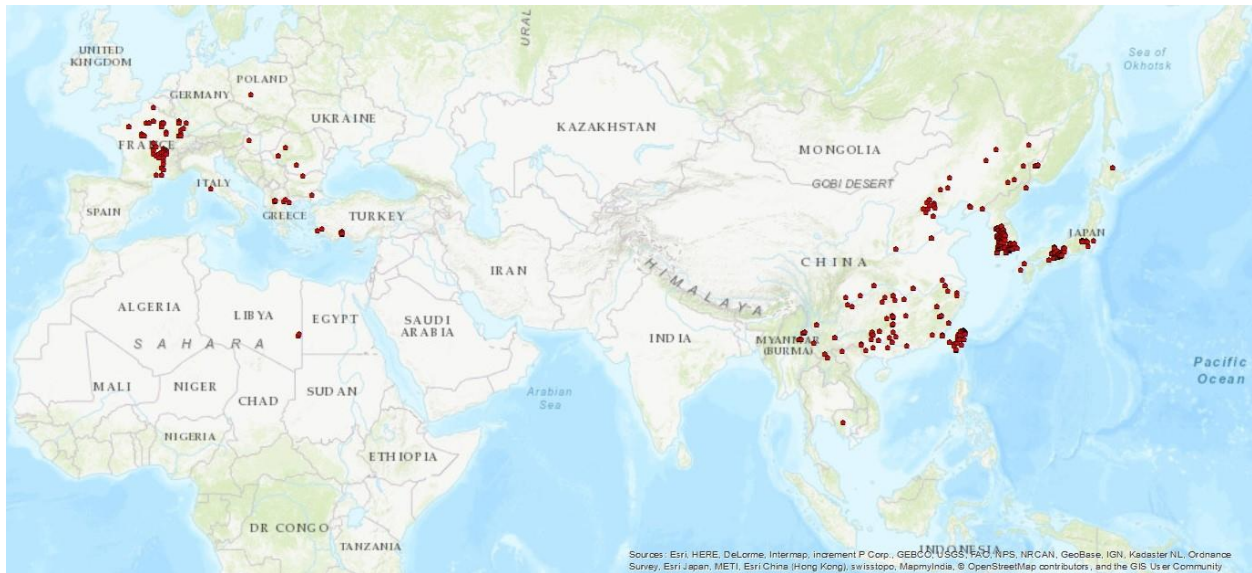 URAL
UNITED
KINGDOM
Sea of
Okhotsk
POLAND
GERMANY
UKRAINE
KAZAKHSTAN
MONGOLIA
FRANCE
GOBI DESERT
ITALY
SPAIN
GREECE
TURKEY
JAPAN
CHINA
IRAN
HIMALAYA
ALGERIA
LIBYA
EGYPT
SAUDI
ARABIA
INDIA
MYANMAR
(BURMA)
SAHARA
Pacific
Ocean
MALI
NIGER
CHAD
SUDAN
Arabian
Sea
NIGERIA
ETHIOPIA
DR CONGO
TANZANIA
INDONESIA
Sources: Esri, HERE, DeLorme, Intermap, increment P Corp., GEBCO, USGS, FAO, NPS, NRCAN, GeoBase, IGN, Kadaster NL, Ordnance
Survey, Esri Japan, METI, Esri China (Hong Kong), swisstopo, MapmyIndia, © OpenStreetMap contributors, and the GIS User Community